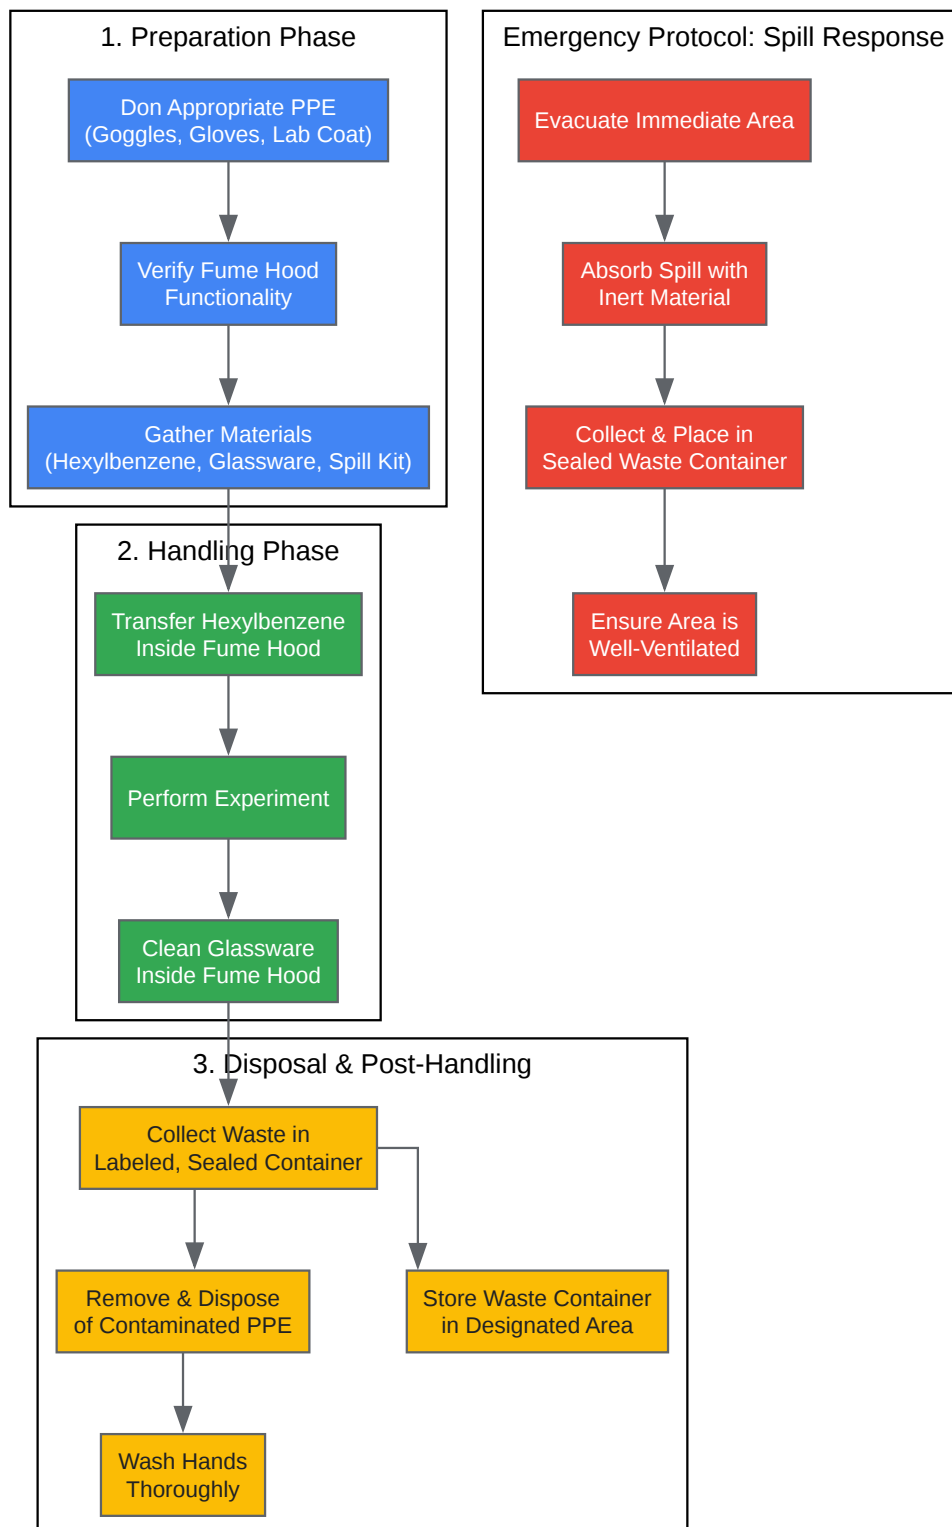 1. Preparation Phase
Don Appropriate PPE
(Goggles, Gloves, Lab Coat)
Verify Fume Hood
Functionality
Gather Materials
(Hexylbenzene, Glassware, Spill Kit)
2. Handling Phase
Transfer Hexylbenzene
Inside Fume Hood
Perform Experiment
Clean Glassware
Inside Fume Hood
3. Disposal & Post-Handling
Collect Waste in
Labeled, Sealed Container
Remove & Dispose
of Contaminated PPE
Store Waste Container
in Designated Area
Wash Hands
Thoroughly
Emergency Protocol: Spill Response
Evacuate Immediate Area
Absorb Spill with
Inert Material
Collect & Place in
Sealed Waste Container
Ensure Area is
Well-Ventilated